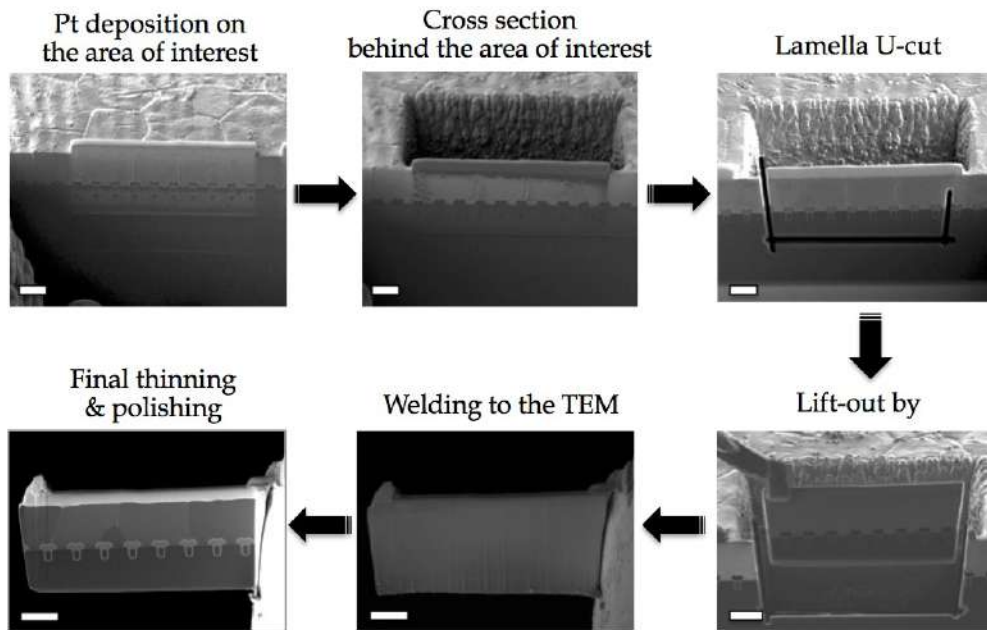 Pt deposition on
the area of interest
Cross section
behind the area of interest
Lamella U-cut
Lift-out by
Welding to the TEM
Final thinning
& polishing